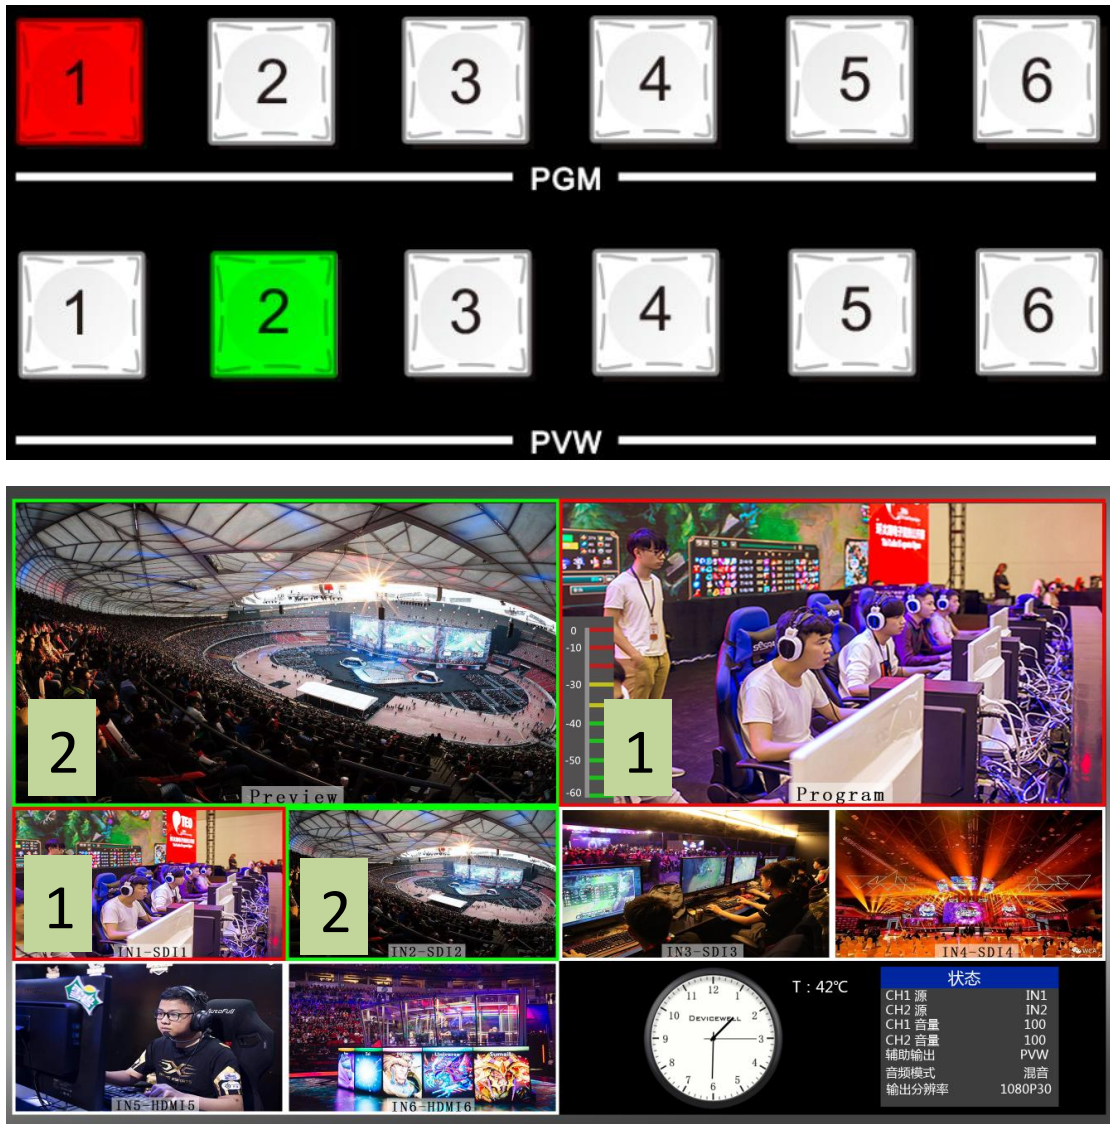 1 2 3 4 5 6
PGM
1 2 3 4 5 6
PVW
0
-10
-30
-40
-50
-60
2
1
Preview
Program
TED
1
2
IN1-SDI1
IN2-SDI2
IN3-SDI3
IN4-SDI4
WCA
AutoFull
Universe
IN5-HDMI5
IN6-HDMI6
12
1
2
3
4
5
6
7
8
9
10
11
DEVICEWELL
T：42℃
状态
CH1 源 IN1
CH2 源 IN2
CH1 音量 100
CH2 音量 100
辅助输出 PVW
音频模式 混音
输出分辨率 1080P30